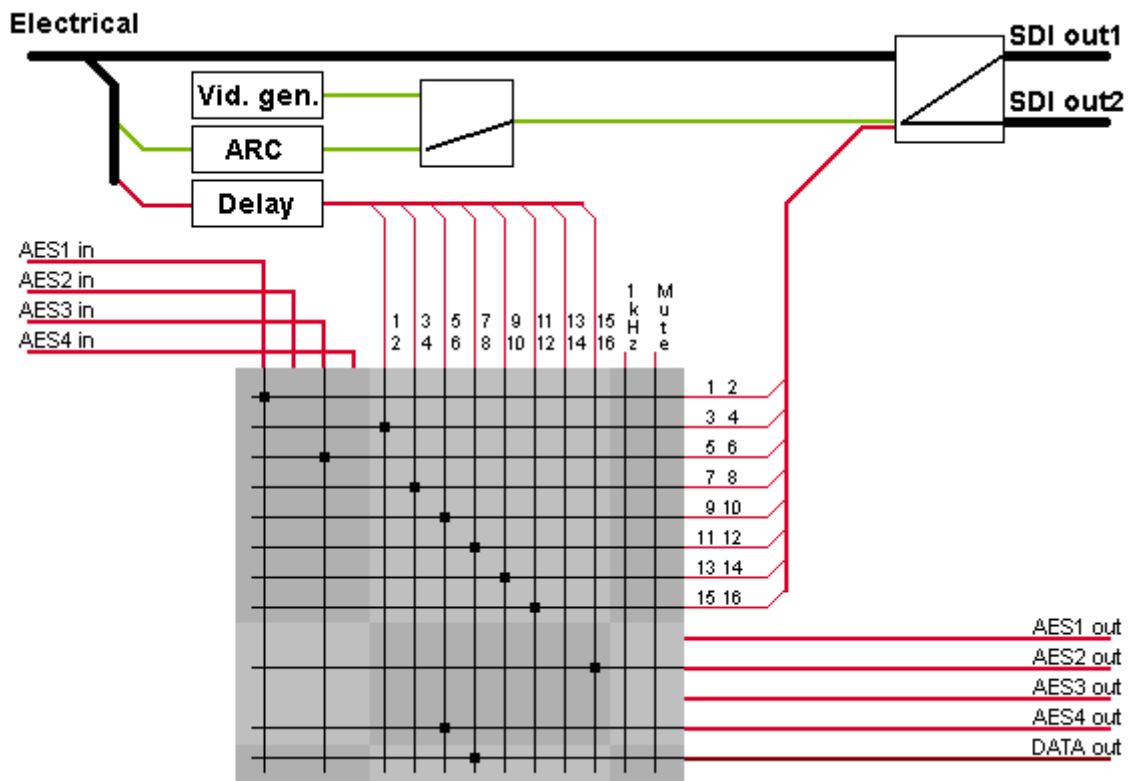 Electrical
SDI out1
Vid. gen.
SDI out2
ARC
Delay
AES1 in
AES2 in
AES3 in
AES4 in
1 3 5 7 9 11 13 15 1kHz Mute
2 4 6 8 10 12 14 16
1 2
3 4
5 6
7 8
9 10
11 12
13 14
15 16
AES1 out
AES2 out
AES3 out
AES4 out
DATA out